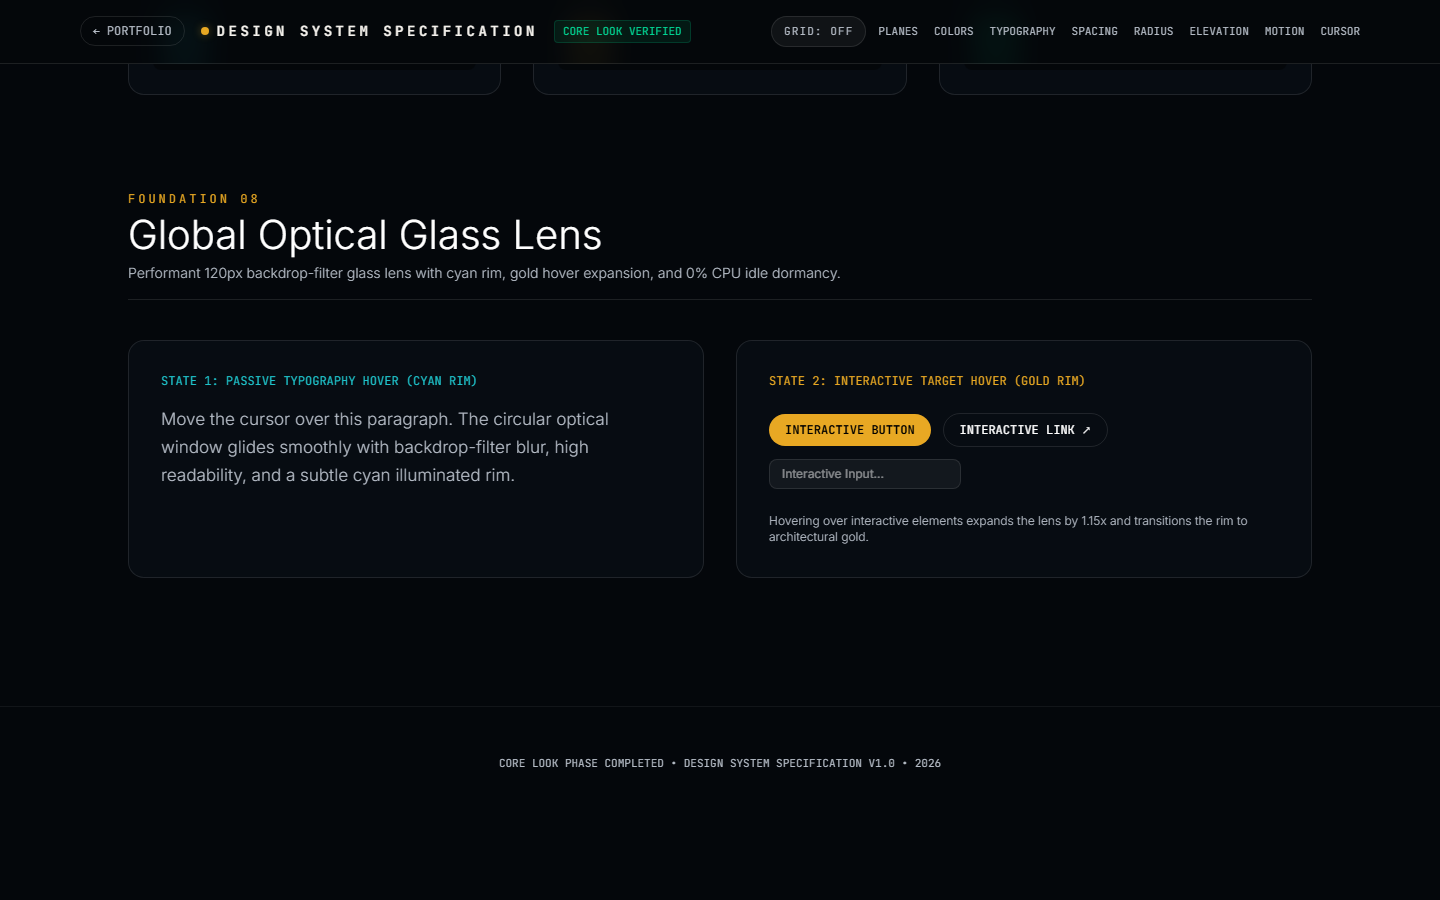 ← PORTFOLIO
DESIGN SYSTEM SPECIFICATION
CORE LOOK VERIFIED
GRID: OFF
PLANES
COLORS
TYPOGRAPHY
SPACING
RADIUS
ELEVATION
MOTION
CURSOR
FOUNDATION 08
Global Optical Glass Lens
Performant 120px backdrop-filter glass lens with cyan rim, gold hover expansion, and 0% CPU idle dormancy.
STATE 1: PASSIVE TYPOGRAPHY HOVER (CYAN RIM)
Move the cursor over this paragraph. The circular optical
window glides smoothly with backdrop-filter blur, high
readability, and a subtle cyan illuminated rim.
STATE 2: INTERACTIVE TARGET HOVER (GOLD RIM)
INTERACTIVE BUTTON
INTERACTIVE LINK ↗
Interactive Input...
Hovering over interactive elements expands the lens by 1.15x and transitions the rim to
architectural gold.
CORE LOOK PHASE COMPLETED • DESIGN SYSTEM SPECIFICATION V1.0 • 2026